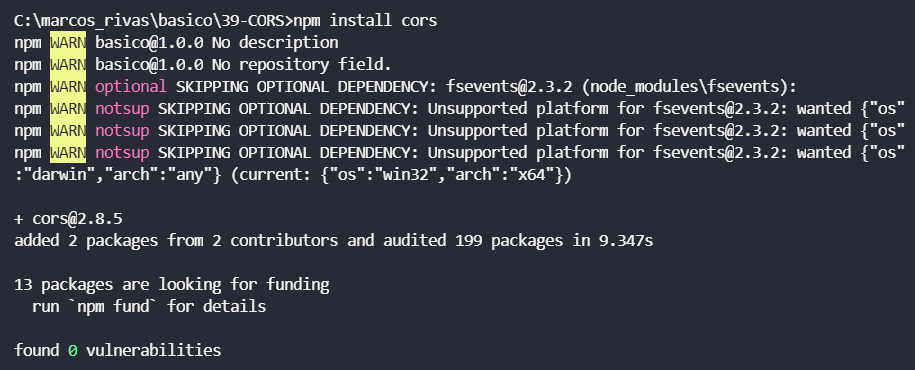 C:\marcos_rivas\basico\39-CORS>npm install cors
npm WARN basico@1.0.0 No description
npm WARN basico@1.0.0 No repository field.
npm WARN optional SKIPPING OPTIONAL DEPENDENCY: fsevents@2.3.2 (node_modules\fsevents):
npm WARN notsup SKIPPING OPTIONAL DEPENDENCY: Unsupported platform for fsevents@2.3.2: wanted {"os"
npm WARN notsup SKIPPING OPTIONAL DEPENDENCY: Unsupported platform for fsevents@2.3.2: wanted {"os"
npm WARN notsup SKIPPING OPTIONAL DEPENDENCY: Unsupported platform for fsevents@2.3.2: wanted {"os"
:"darwin","arch":"any"} (current: {"os":"win32","arch":"x64"})
+ cors@2.8.5
added 2 packages from 2 contributors and audited 199 packages in 9.347s
13 packages are looking for funding
run `npm fund` for details
found 0 vulnerabilities